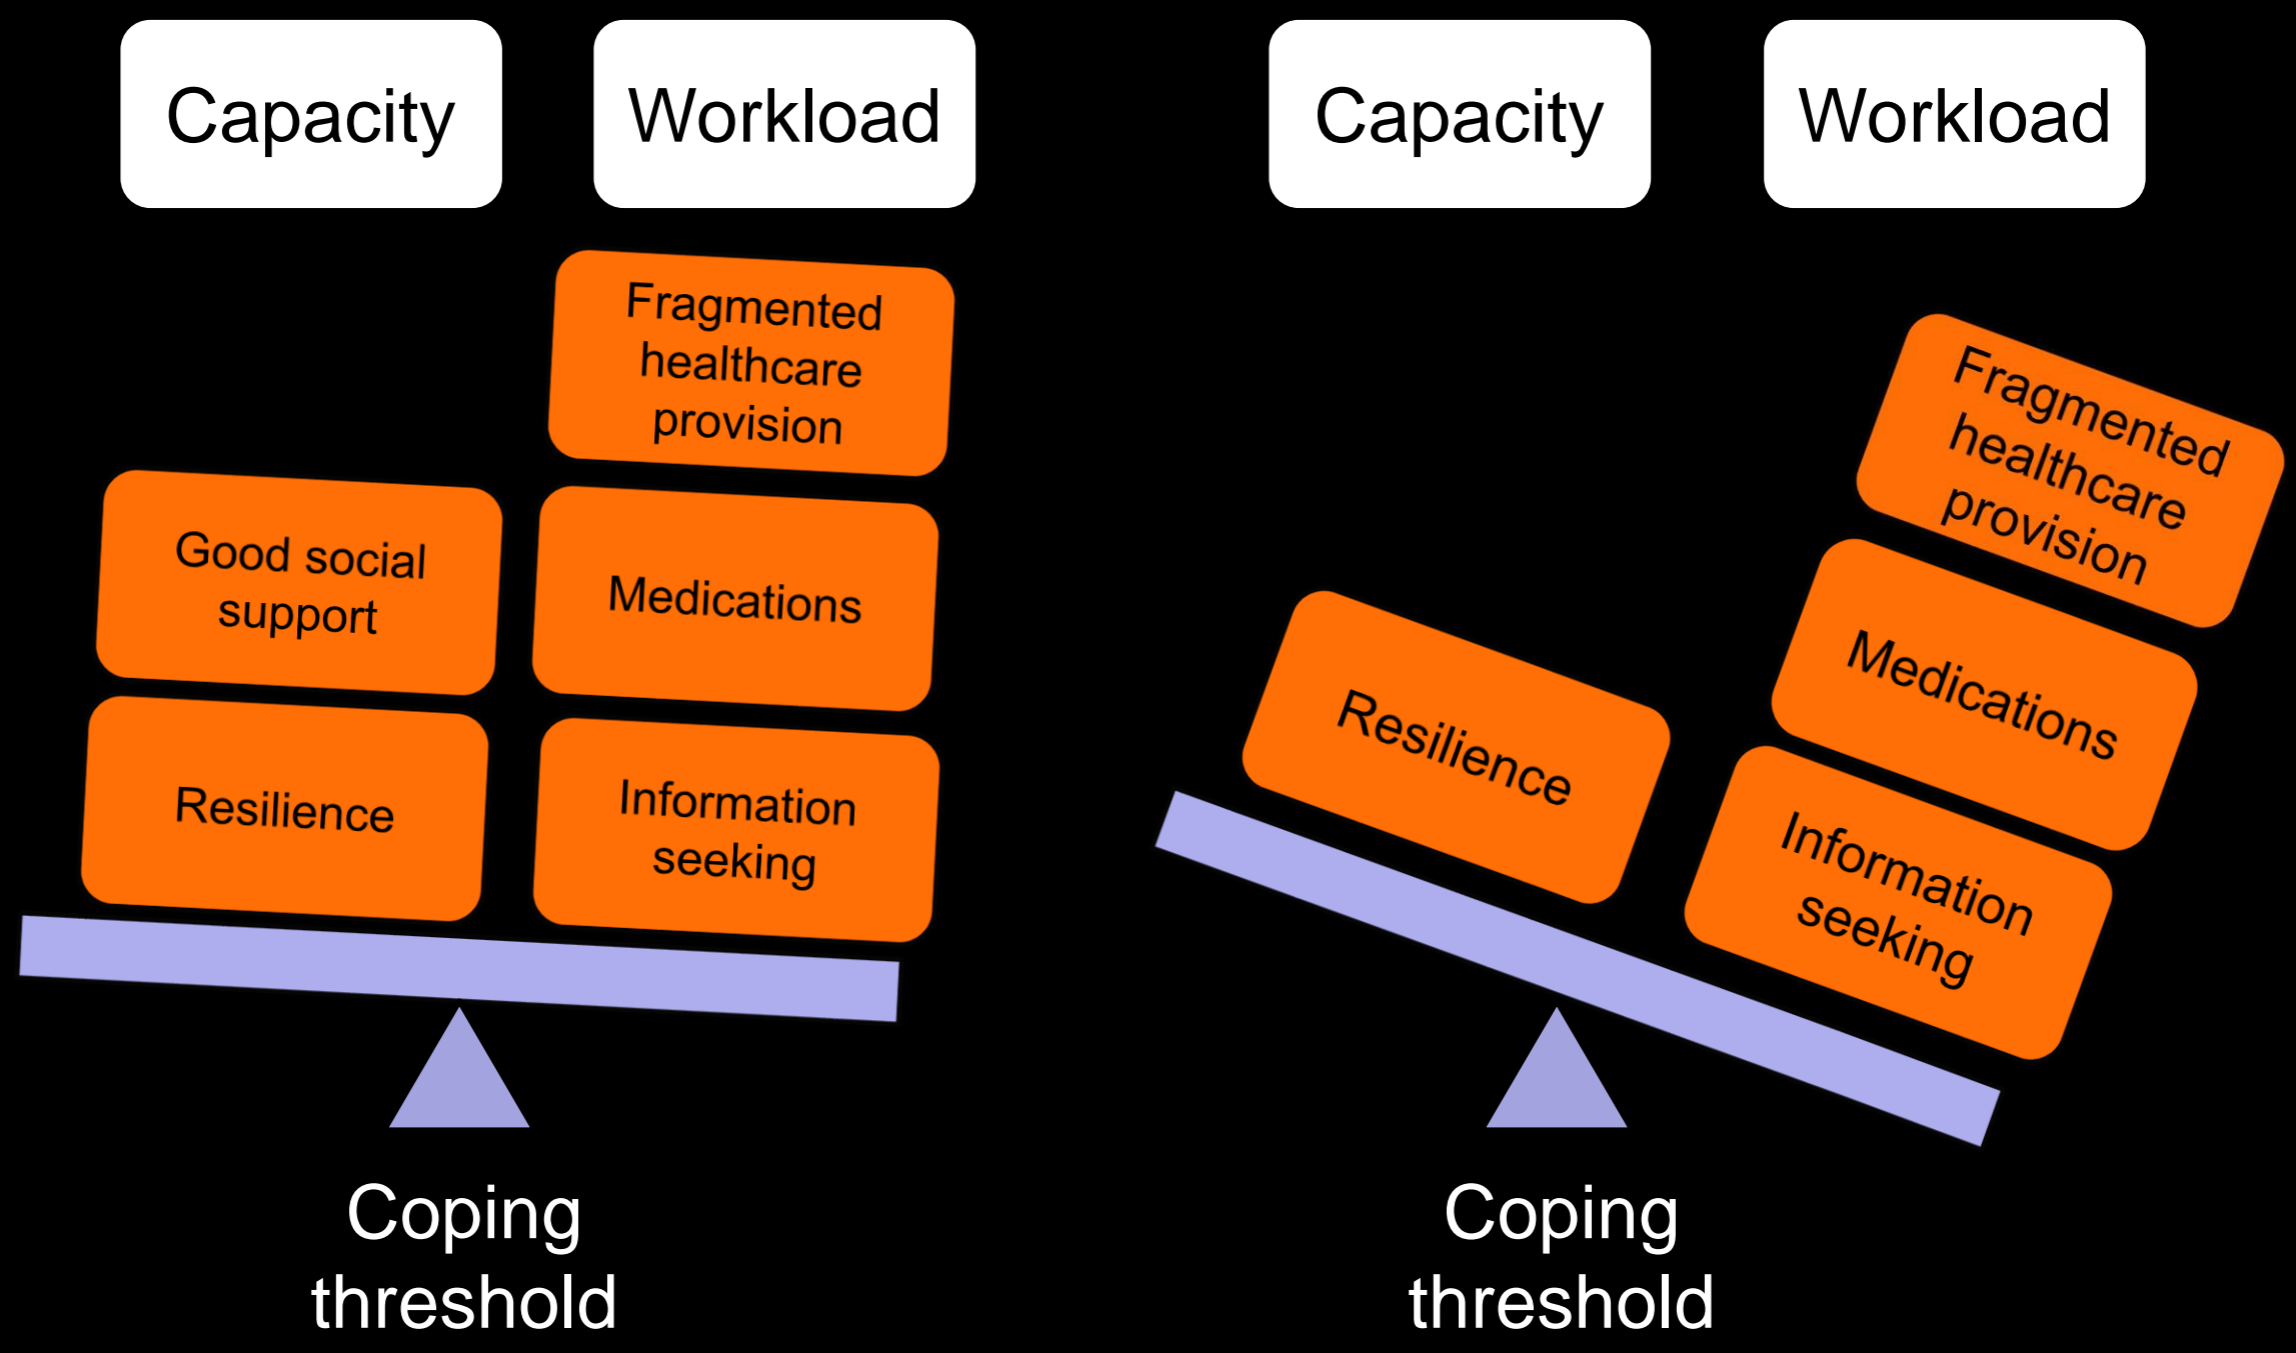 Capacity
Workload
Fragmented
healthcare
provision
Good social
support
Medications
Resilience
Information
seeking
Coping
threshold
Capacity
Workload
Fragmented
healthcare
provision
Medications
Resilience
Information
seeking
Coping
threshold